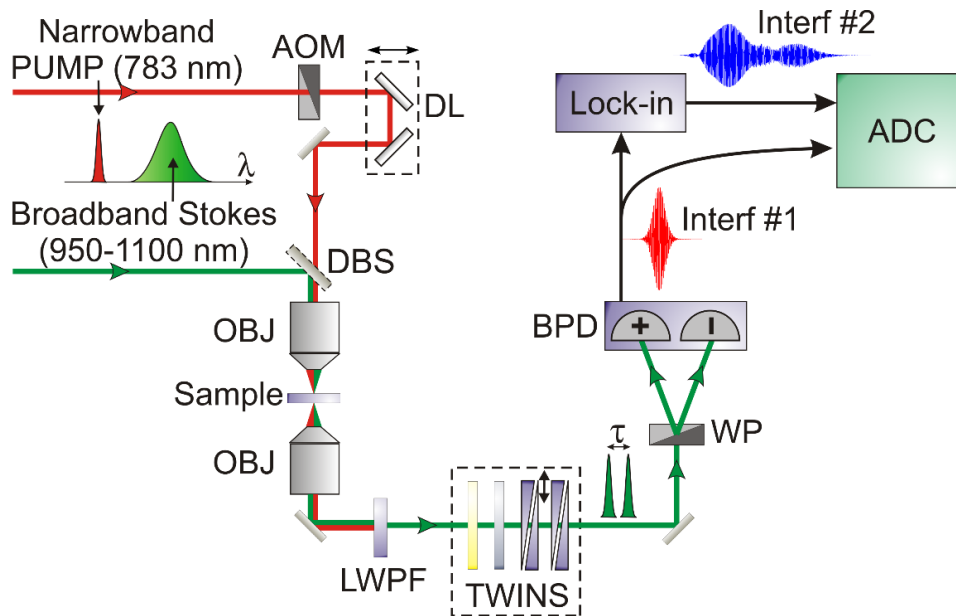 Narrowband
PUMP (783 nm)
AOM
DL
λ
Broadband Stokes
(950-1100 nm)
DBS
OBJ
Sample
OBJ
LWPF
TWINS
τ
WP
BPD
+
−
Interf #1
Lock-in
Interf #2
ADC